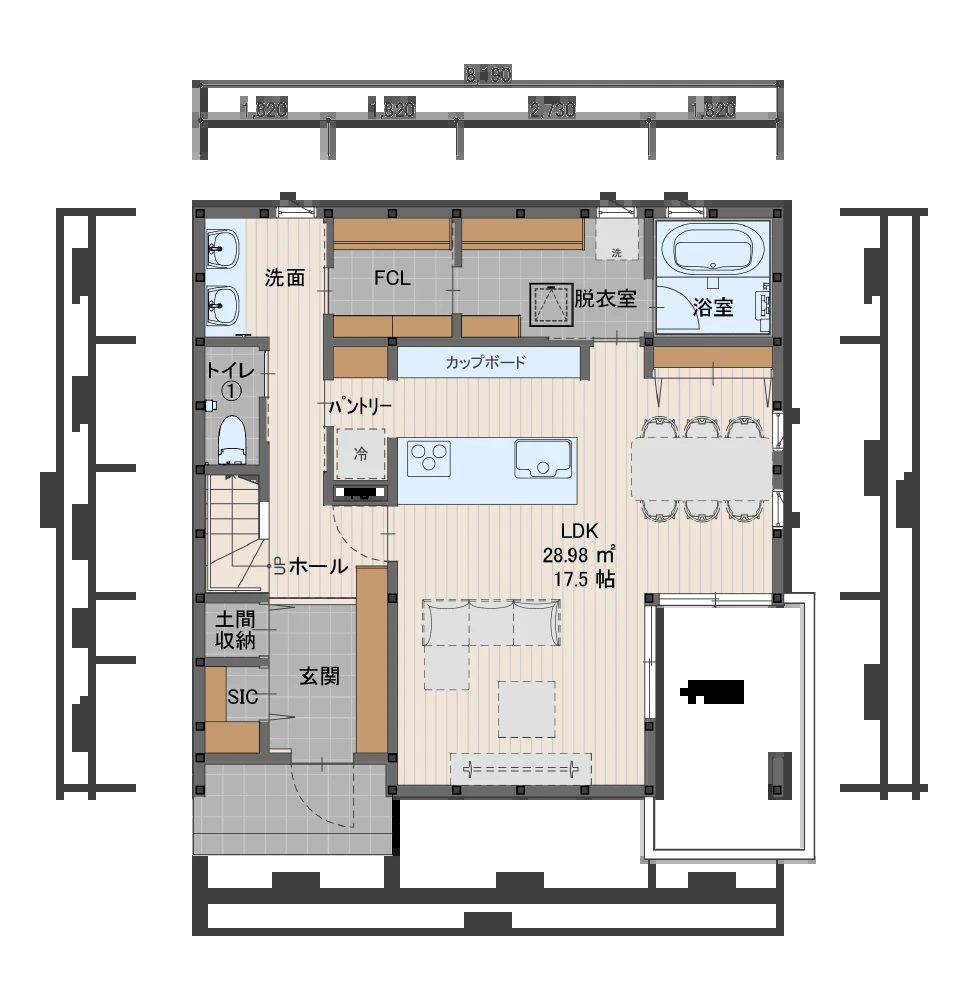 8,190
1,820
1,820
2,730
1,820
洗面
FCL
洗
脱衣室
浴室
トイレ
①
カップボード
パントリー
冷
LDK
28.98 ㎡
17.5 帖
UP
ホール
土間
収納
玄関
SIC